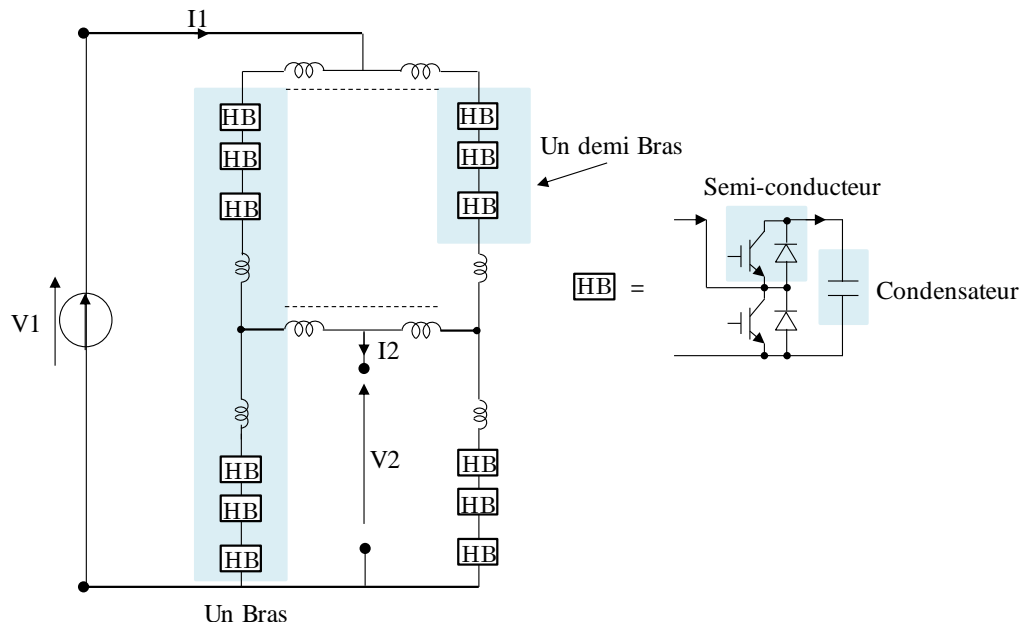 I1
HB
HB
HB
HB
HB
HB
Un demi Bras
Semi-conducteur
HB =
Condensateur
V1
I2
V2
HB
HB
HB
HB
HB
HB
Un Bras